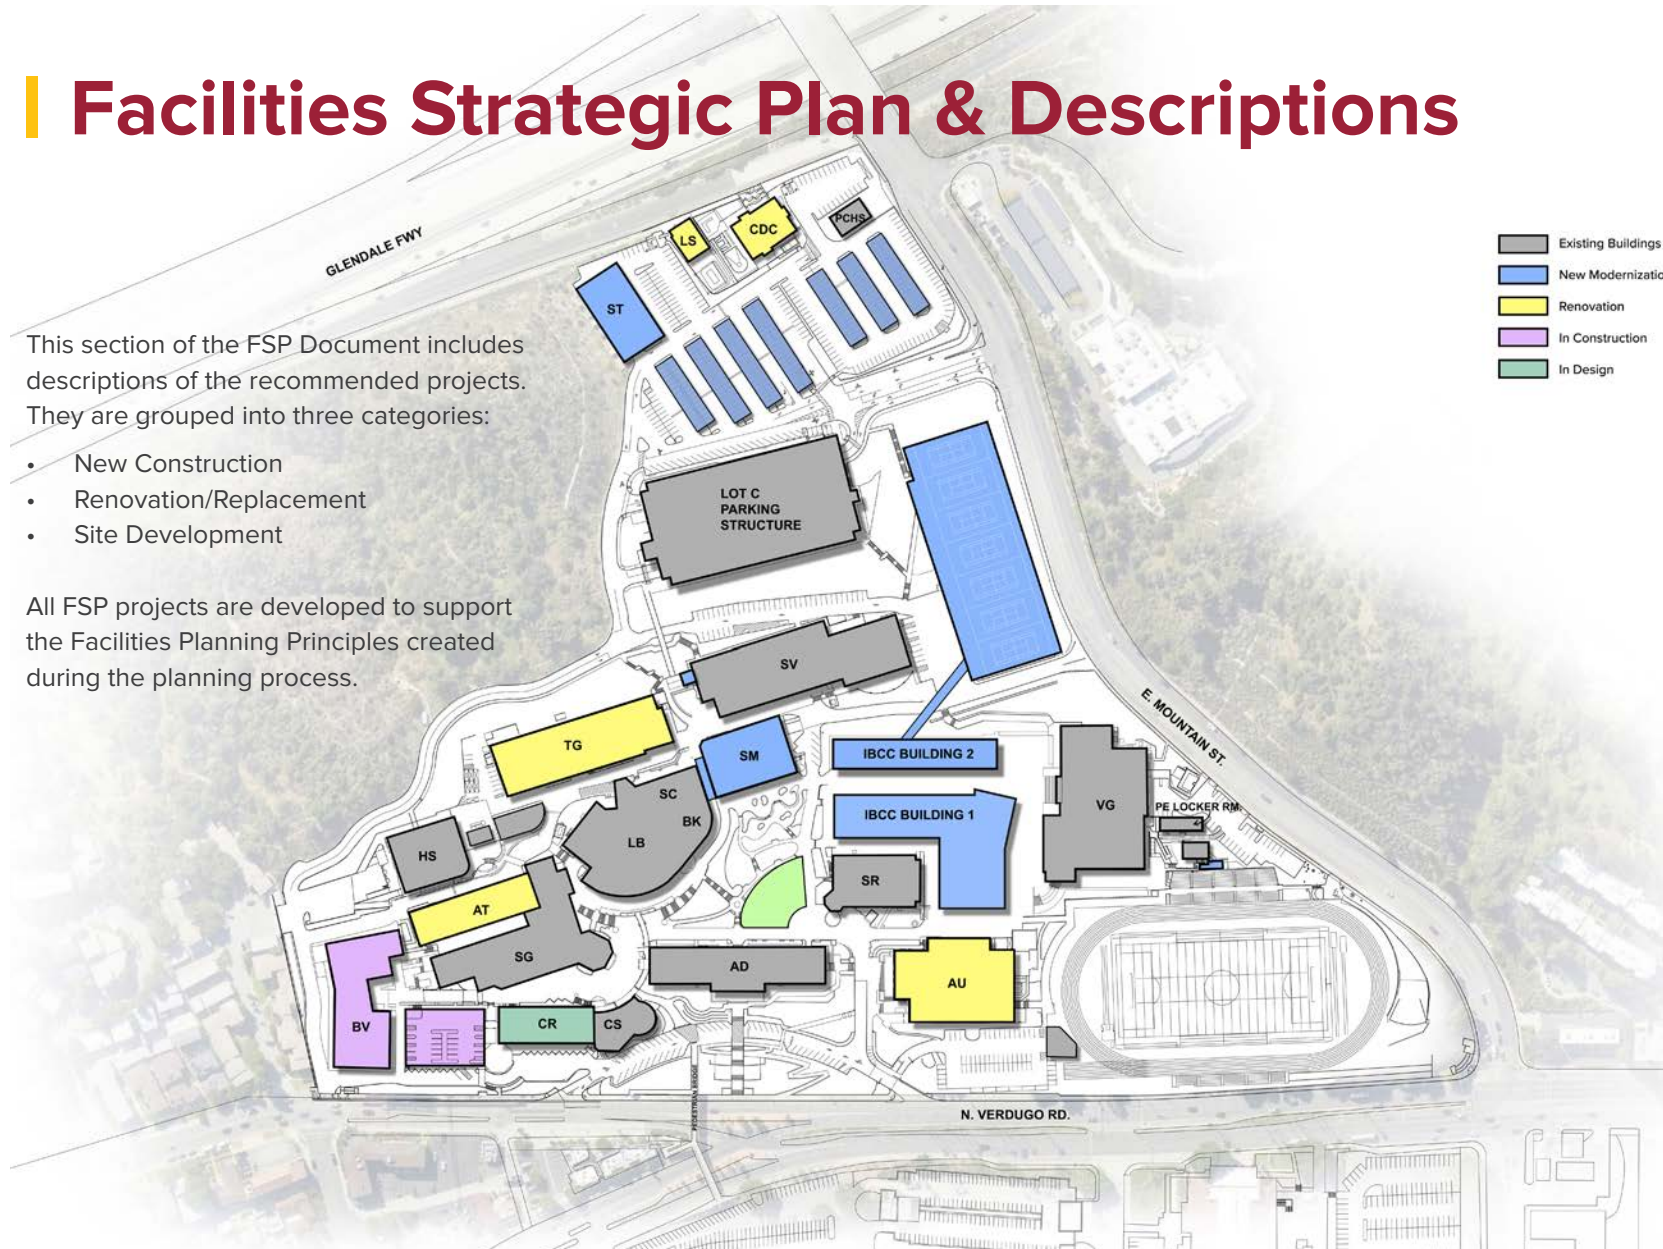 Facilities Strategic Plan & Descriptions
GLENDALE FWY
This section of the FSP Document includes
descriptions of the recommended projects.
They are grouped into three categories:
• New Construction
• Renovation/Replacement
• Site Development
All FSP projects are developed to support
the Facilities Planning Principles created
during the planning process.
Existing Buildings
New Modernizatio
Renovation
In Construction
In Design
LS
CDC
PCHS
ST
LOT C
PARKING
STRUCTURE
SV
E. MOUNTAIN ST.
TG
SM
IBCC BUILDING 2
SC
BK
LB
IBCC BUILDING 1
VG
PE LOCKER RM.
HS
SR
AT
SG
AD
AU
BV
CR
CS
PEDESTRIAN BRIDGE
N. VERDUGO RD.